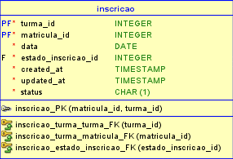 inscricao
PF* turma_id INTEGER
PF* matricula_id INTEGER
* data DATE
F * estado_inscricao_id INTEGER
* created_at TIMESTAMP
* updated_at TIMESTAMP
* status CHAR (1)
inscricao_PK (matricula_id, turma_id)
inscricao_turma_turma_FK (turma_id)
inscricao_turma_matricula_FK (matricula_id)
inscricao_estado_inscricao_FK (estado_inscricao_id)